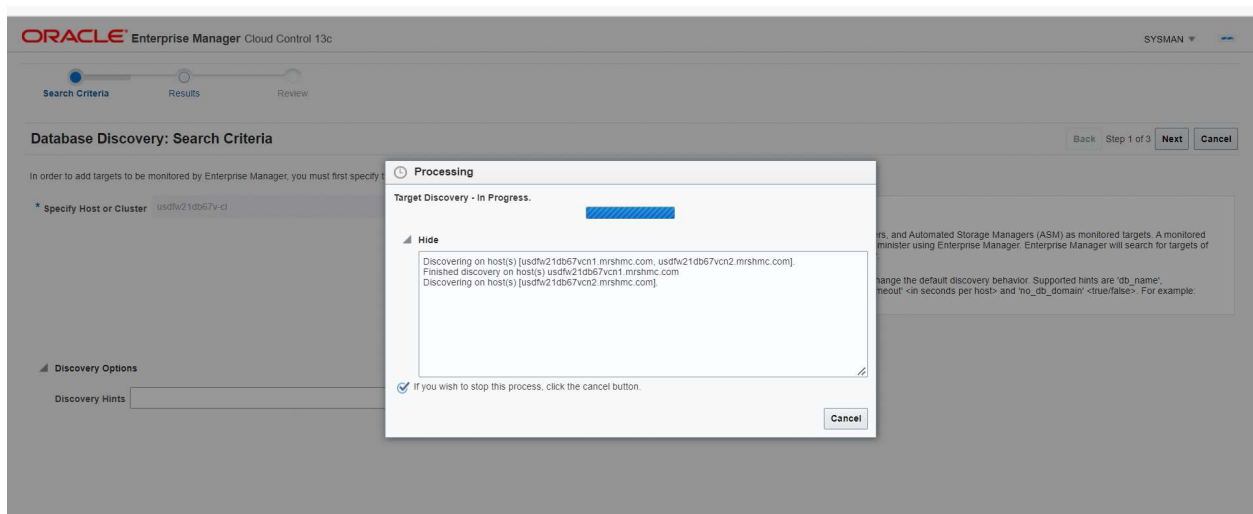 ORACLE® Enterprise Manager Cloud Control 13c
SYSMAN
Search Criteria Results Review
Database Discovery: Search Criteria
Back Step 1 of 3 Next Cancel
In order to add targets to be monitored by Enterprise Manager, you must first specify
* Specify Host or Cluster usdfw21db67v-cl
Processing
Target Discovery - In Progress.
Hide
Discovering on host(s) [usdfw21db67vcn1.mrshmc.com, usdfw21db67vcn2.mrshmc.com].
Finished discovery on host(s) usdfw21db67vcn1.mrshmc.com
Discovering on host(s) [usdfw21db67vcn2.mrshmc.com].
If you wish to stop this process, click the cancel button.
Cancel
and Automated Storage Managers (ASM) as monitored targets. A monitored
minister using Enterprise Manager. Enterprise Manager will search for targets of
the default discovery behavior. Supported hints are 'db_name',
<in seconds per host> and 'no_db_domain' <true/false>. For example:
Discovery Options
Discovery Hints